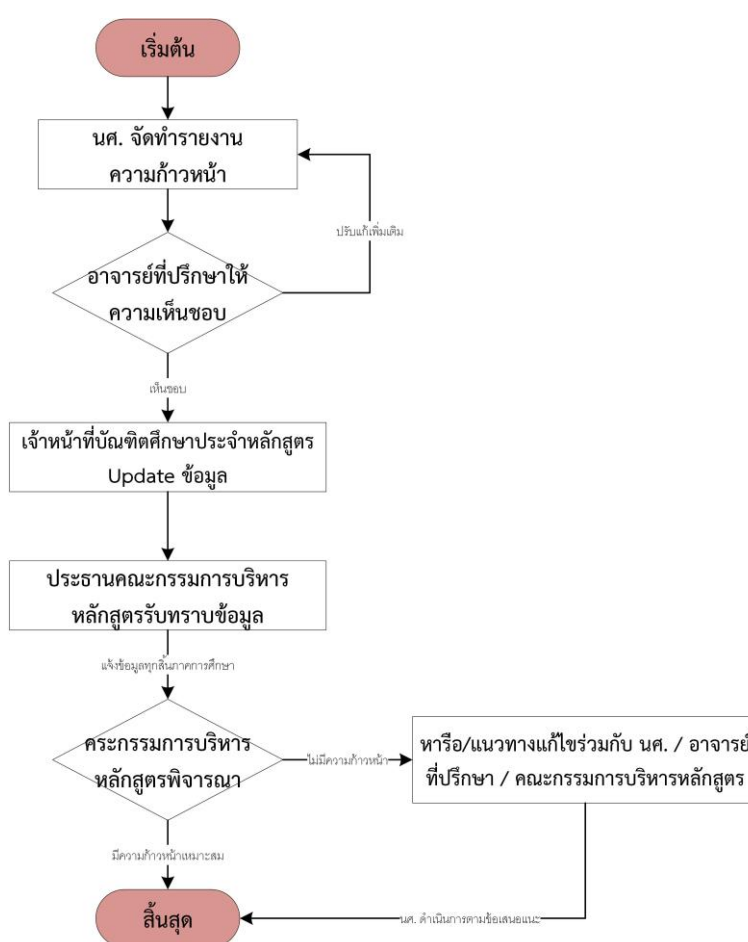 เริ่มต้น
นศ. จัดทำรายงาน
ความก้าวหน้า
ปรับแก้เพิ่มเติม
อาจารย์ที่ปรึกษาให้
ความเห็นชอบ
เห็นชอบ
เจ้าหน้าที่บัณฑิตศึกษาประจำหลักสูตร
Update ข้อมูล
ประธานคณะกรรมการบริหาร
หลักสูตรรับทราบข้อมูล
แจ้งข้อมูลทุกสิ้นภาคการศึกษา
คระกรรมการบริหาร
หลักสูตรพิจารณา
ไม่มีความก้าวหน้า
หารือ/แนวทางแก้ไขร่วมกับ นศ. / อาจารย์
ที่ปรึกษา / คณะกรรมการบริหารหลักสูตร
มีความก้าวหน้าเหมาะสม
สิ้นสุด
นศ. ดำเนินการตามข้อเสนอแนะ